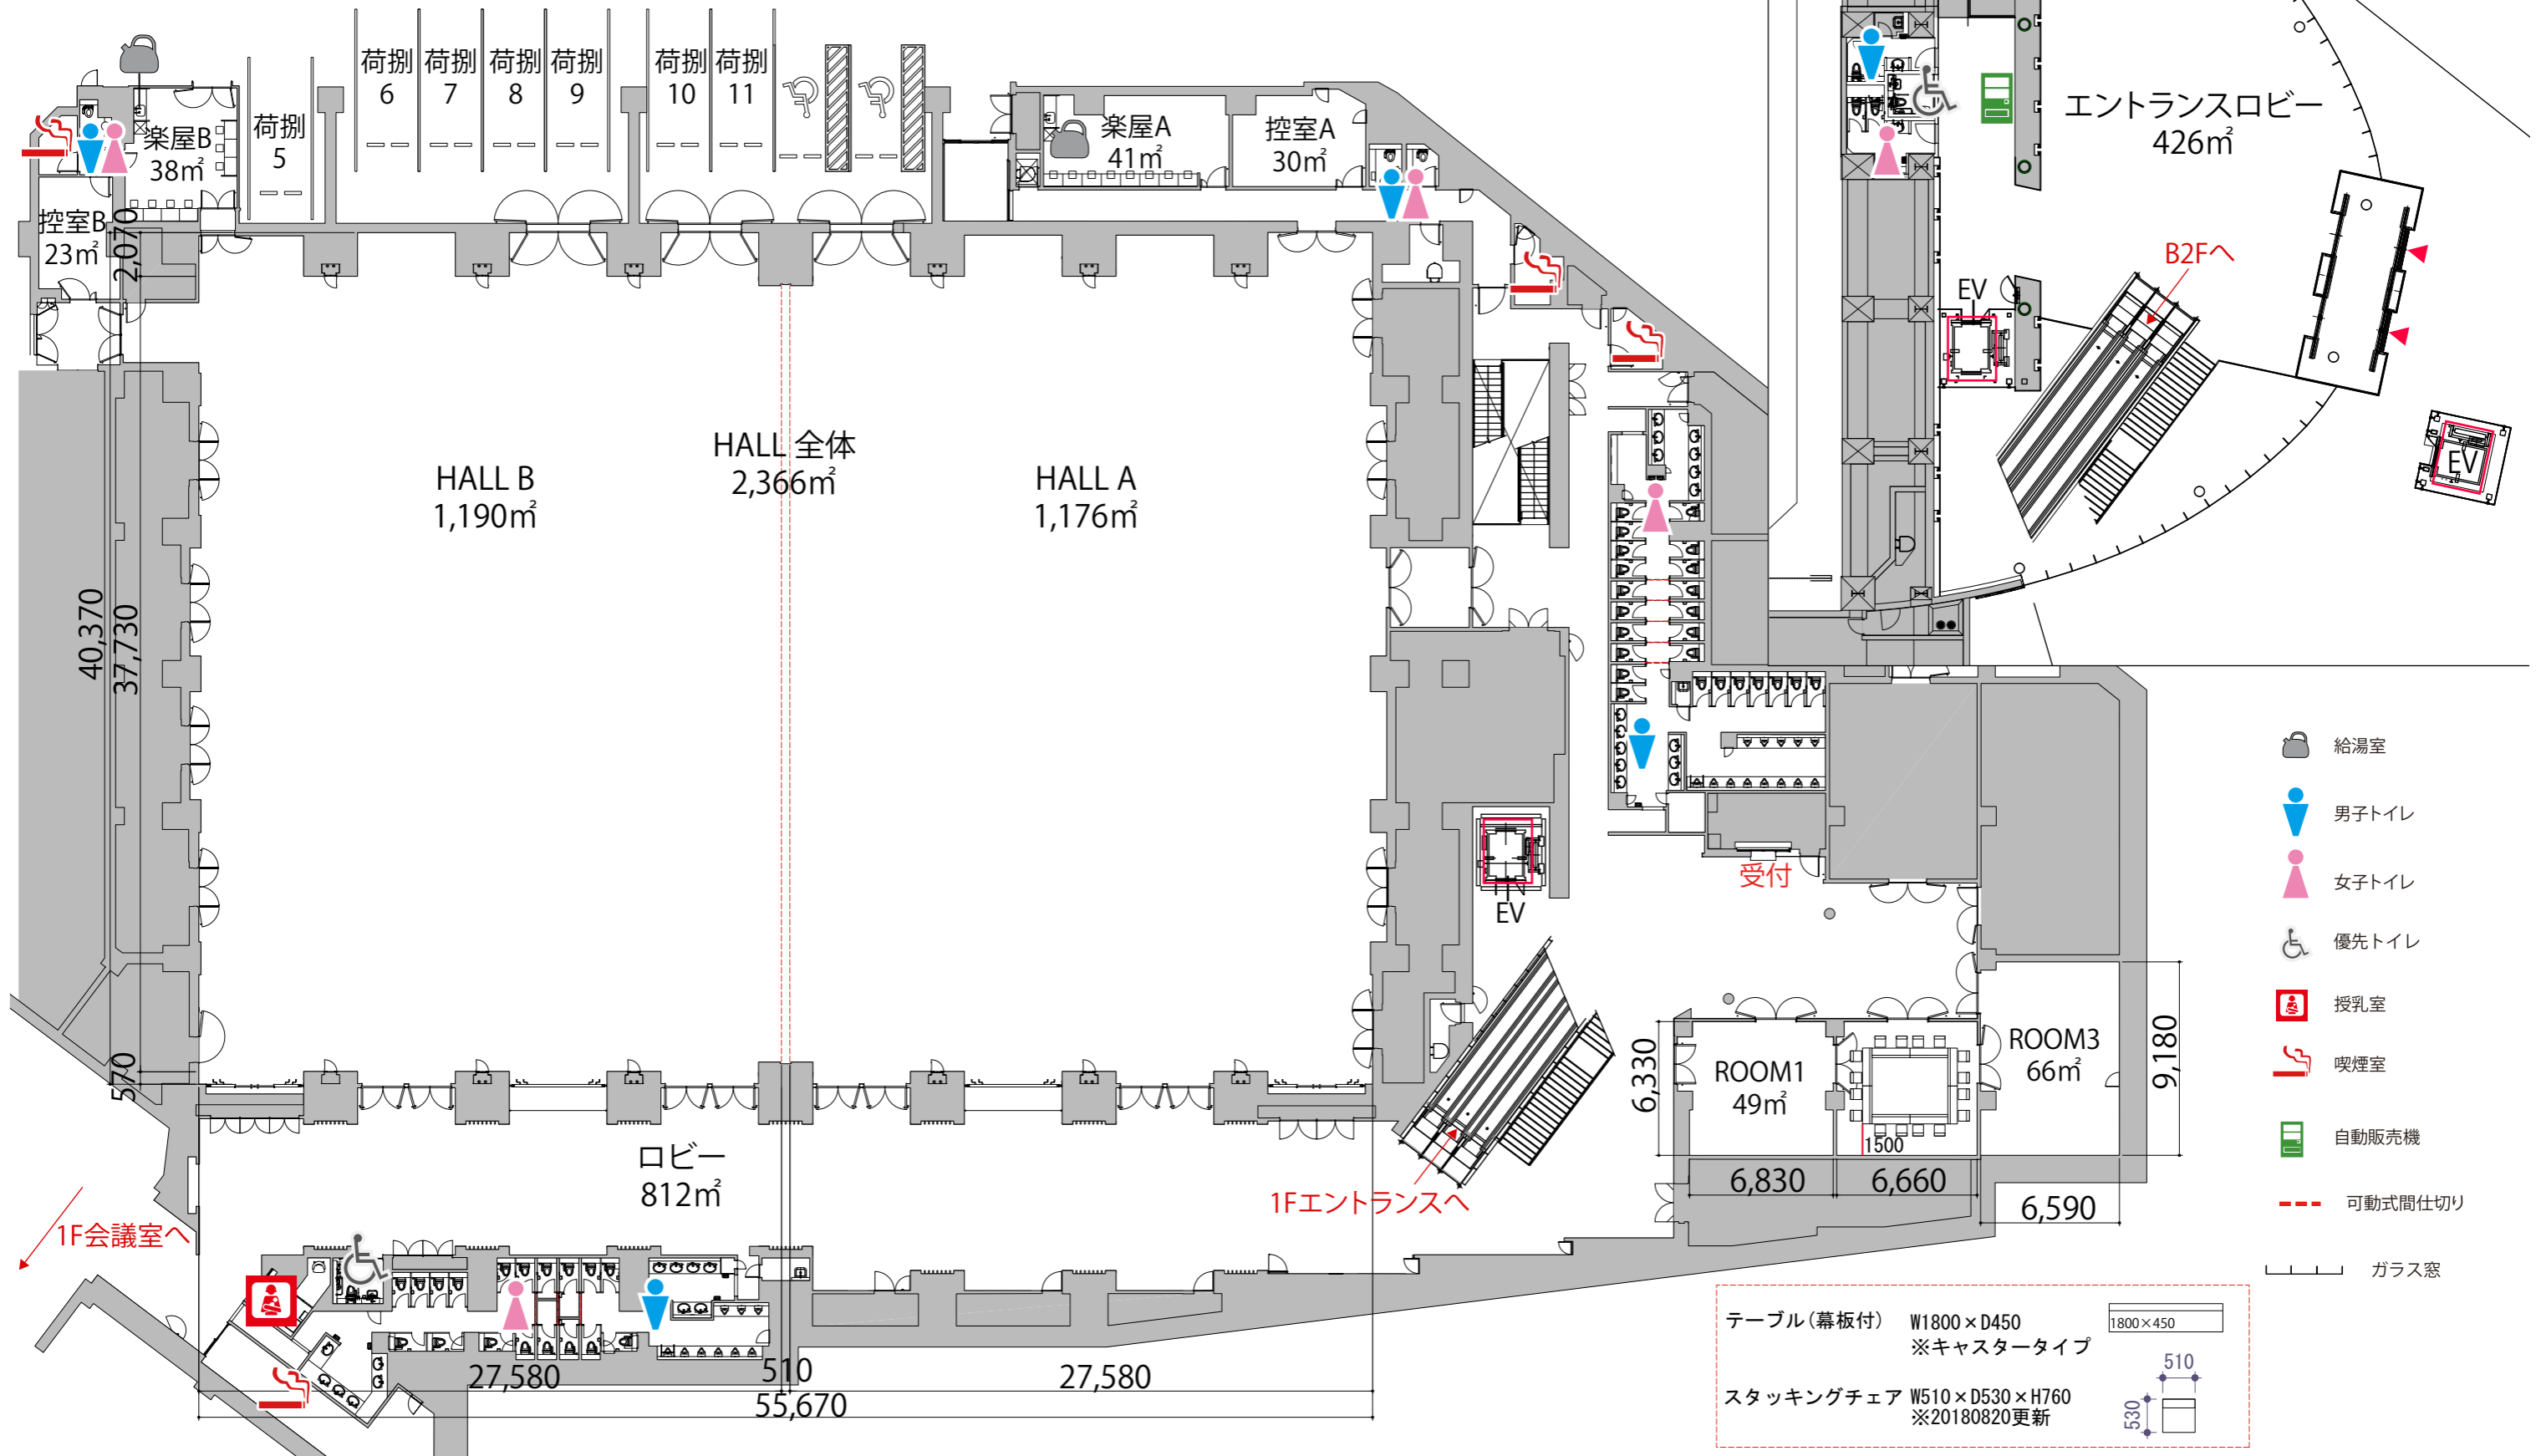 荷捌
5
荷捌
6
荷捌
7
荷捌
8
荷捌
9
荷捌
10
荷捌
11
楽屋B
38㎡
控室B
23㎡
楽屋A
41㎡
控室A
30㎡
エントランスロビー
426㎡
B2Fへ
EV
EV
HALL B
1,190㎡
HALL 全体
2,366㎡
HALL A
1,176㎡
2,070
40,370
37,730
570
受付
EV
ROOM1
49㎡
ROOM3
66㎡
6,330
9,180
1500
6,830
6,660
6,590
ロビー
812㎡
1Fエントランスへ
1F会議室へ
27,580
510
27,580
55,670
給湯室
男子トイレ
女子トイレ
優先トイレ
授乳室
喫煙室
自動販売機
可動式間仕切り
ガラス窓
テーブル(幕板付) W1800×D450
※キャスタータイプ
1800×450
スタッキングチェア W510×D530×H760
※20180820更新
510
530